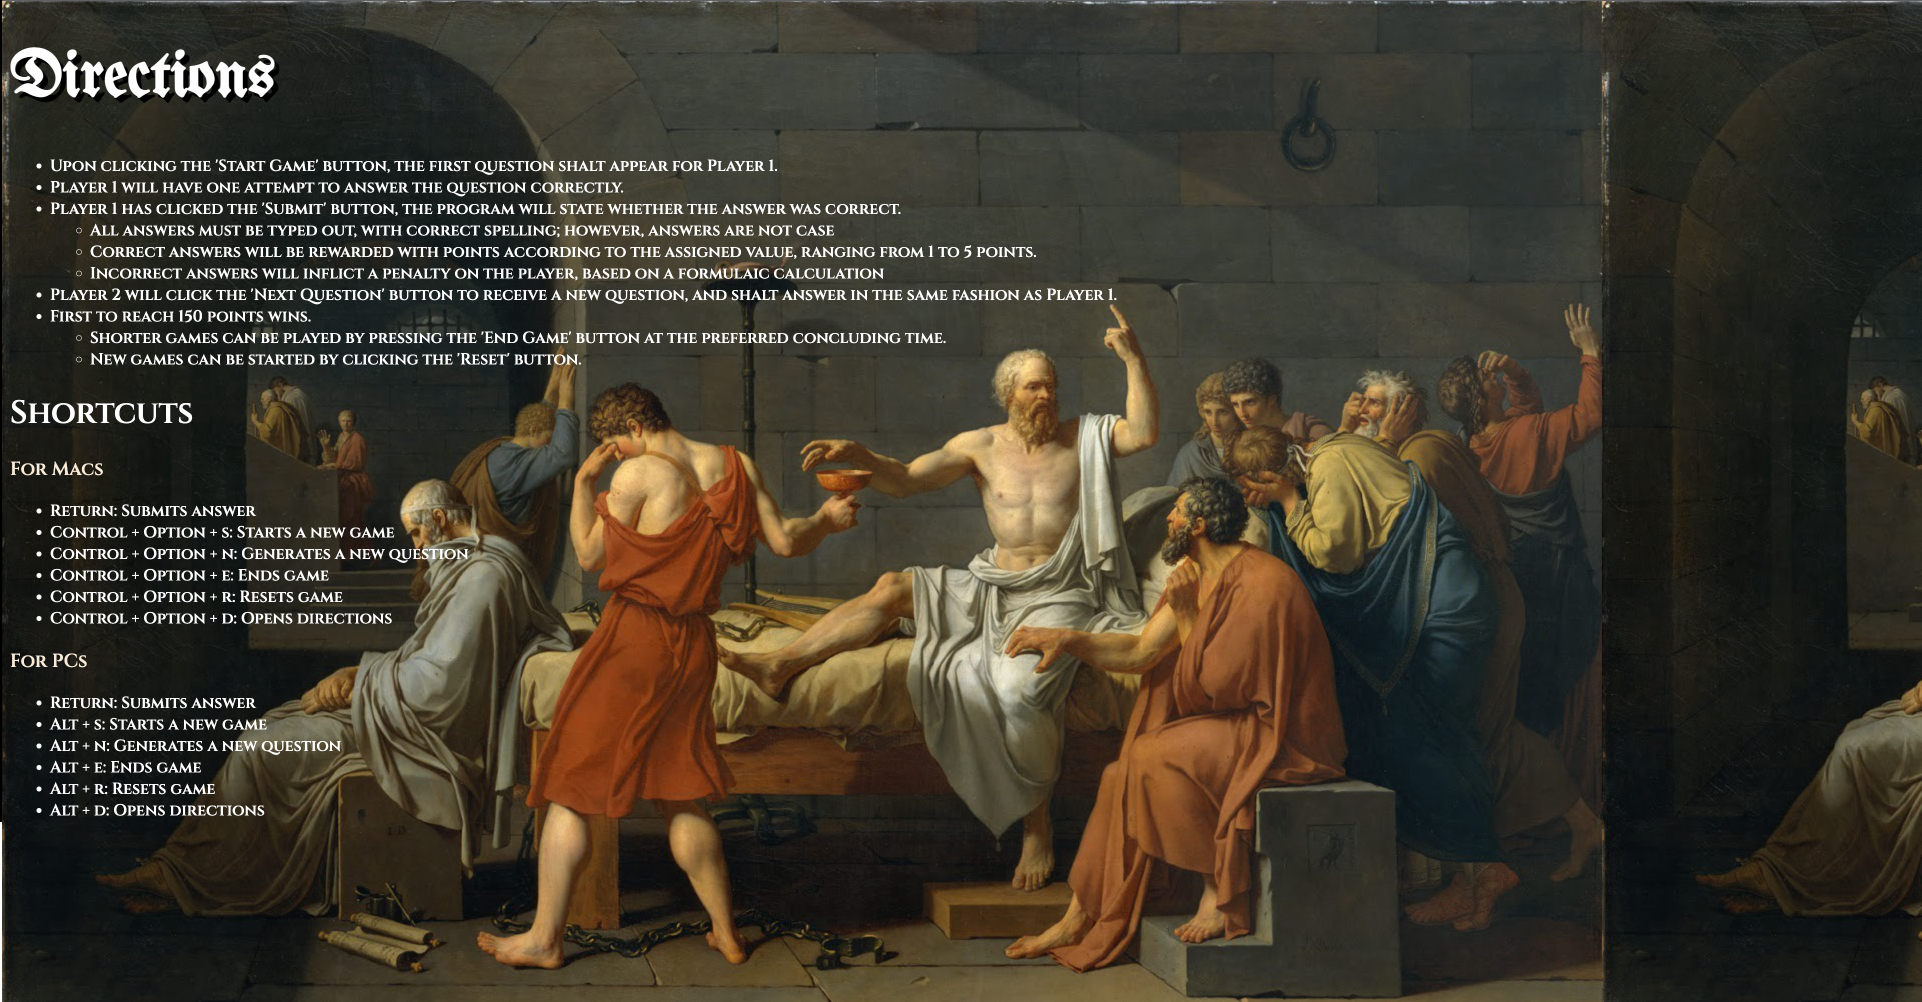 Directions
Upon clicking the 'Start Game' button, the first question shalt appear for Player 1.
Player 1 will have one attempt to answer the question correctly.
Player 1 has clicked the 'Submit' button, the program will state whether the answer was correct.
All answers must be typed out, with correct spelling; however, answers are not case
Correct answers will be rewarded with points according to the assigned value, ranging from 1 to 5 points.
Incorrect answers will inflict a penalty on the player, based on a formulaic calculation
Player 2 will click the 'Next Question' button to receive a new question, and shalt answer in the same fashion as Player 1.
First to reach 150 points wins.
Shorter games can be played by pressing the 'End Game' button at the preferred concluding time.
New games can be started by clicking the 'Reset' button.
Shortcuts
For Macs
Return: Submits answer
Control + Option + s: Starts a new game
Control + Option + n: Generates a new question
Control + Option + e: Ends game
Control + Option + r: Resets game
Control + Option + d: Opens directions
For PCs
Return: Submits answer
Alt + s: Starts a new game
Alt + n: Generates a new question
Alt + e: Ends game
Alt + r: Resets game
Alt + d: Opens directions